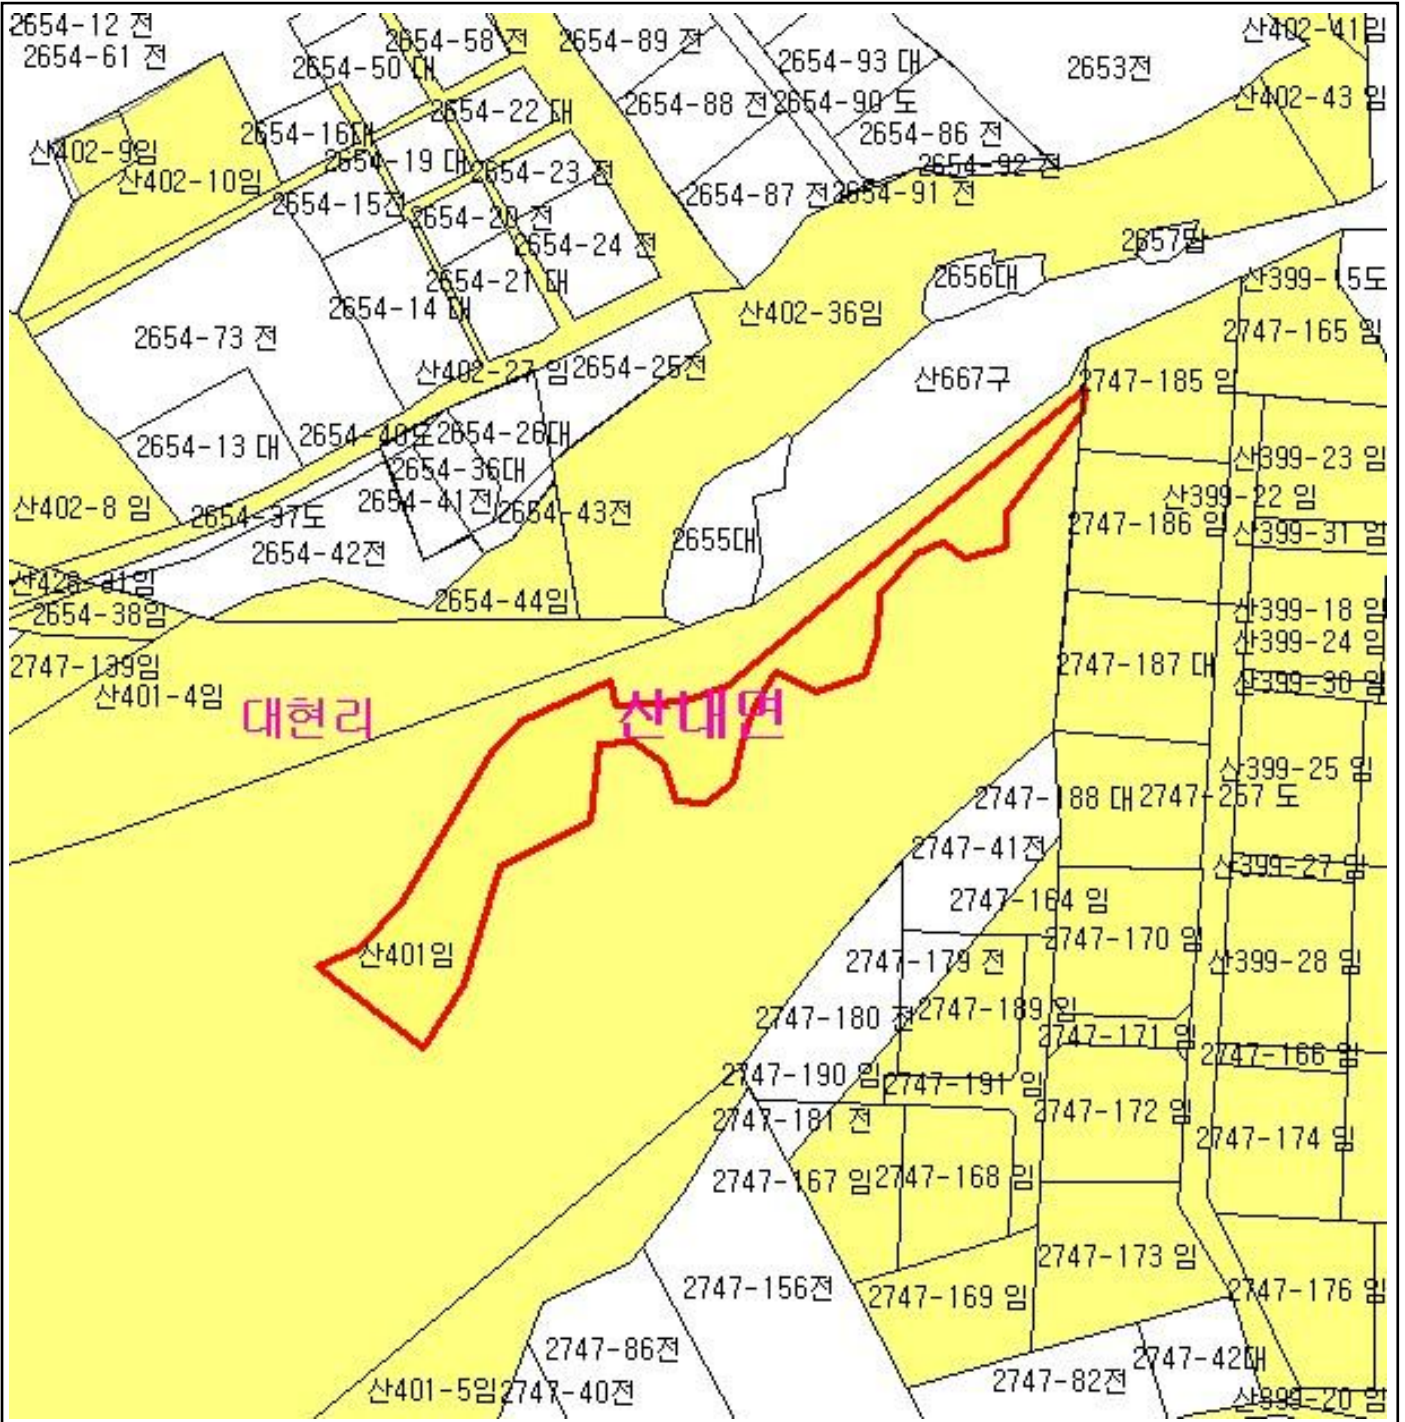 2654-12 전
2654-61 전
2654-58 전
2654-89 전
산402-41임
2654-50 대
2654-93 대
2653전
2654-22 대
2654-88 전
2654-90 도
산402-43 임
2654-16대
2654-86 전
산402-9임
2654-19 대
2654-23 전
2654-92 전
산402-10임
2654-15전
2654-20 전
2654-87 전
2654-91 전
2654-24 전
2657답
2654-21 대
2656대
산399-15도
2654-14 대
산402-36임
2654-73 전
2747-165 임
산402-27 임
2654-25전
산667구
2747-185 임
2654-13 대
2654-40도
2654-26대
2654-36대
산399-23 임
산402-8 임
2654-37도
2654-41전
2654-43전
산399-22 임
2747-186 임
산399-31 임
2654-42전
2655대
2654-38임
2654-44임
산399-18 임
산399-24 임
2747-139임
산401-4임
2747-187 대
산399-30 임
대현리
산내면
산399-25 임
2747-188 대
2747-267 도
2747-41전
산399-27 임
2747-164 임
산401임
2747-179 전
2747-170 임
산399-28 임
2747-180 전
2747-189 임
2747-171 임
2747-166 임
2747-190 임
2747-191 임
2747-181 전
2747-172 임
2747-174 임
2747-167 임
2747-168 임
2747-156전
2747-169 임
2747-173 임
2747-176 임
2747-86전
2747-42대
산401-5임
2747-40전
2747-82전
산399-20 임